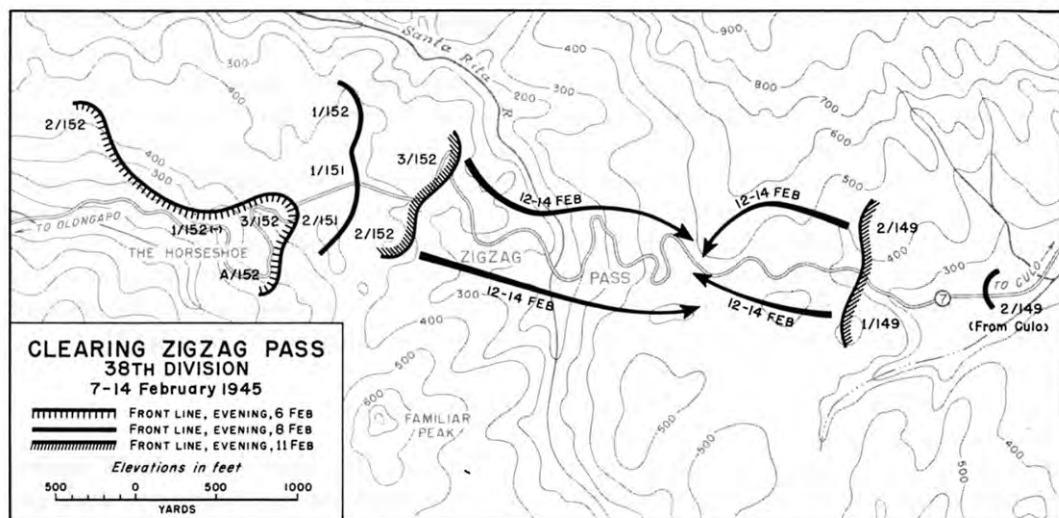 900
Santa Rita R
400
800
300
300
700
200
2/152
400
1/152
600
500
400
300
1/151
3/152
12-14 FEB
12-14 FEB
2/149
TO OLONGAPO
1/152(-)
3/152
2/151
2/152
ZIGZAG
PASS
400
300
TO CULO
THE HORSESHOE
A/152
12-14 FEB
12-14 FEB
7
2/149
(From Culo)
300
1/149
400
500
600
FAMILIAR
PEAK
400
500
500
400
500
CLEARING ZIGZAG PASS
38TH DIVISION
7-14 February 1945
FRONT LINE, EVENING, 6 FEB
FRONT LINE, EVENING, 8 FEB
FRONT LINE, EVENING, 11 FEB
Elevations in feet
500 0 500 1000
YARDS